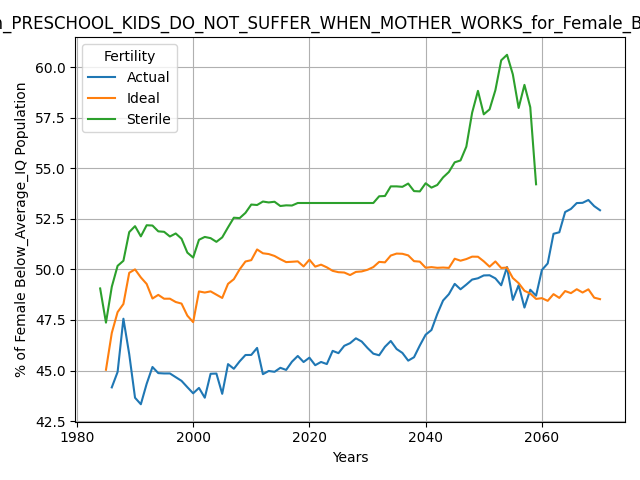 _PRESCHOOL_KIDS_DO_NOT_SUFFER_WHEN_MOTHER_WORKS_for_Female_B
Fertility
Actual
Ideal
Sterile
% of Female Below_Average_IQ Population
60.0
57.5
55.0
52.5
50.0
47.5
45.0
42.5
1980
2000
2020
2040
2060
Years